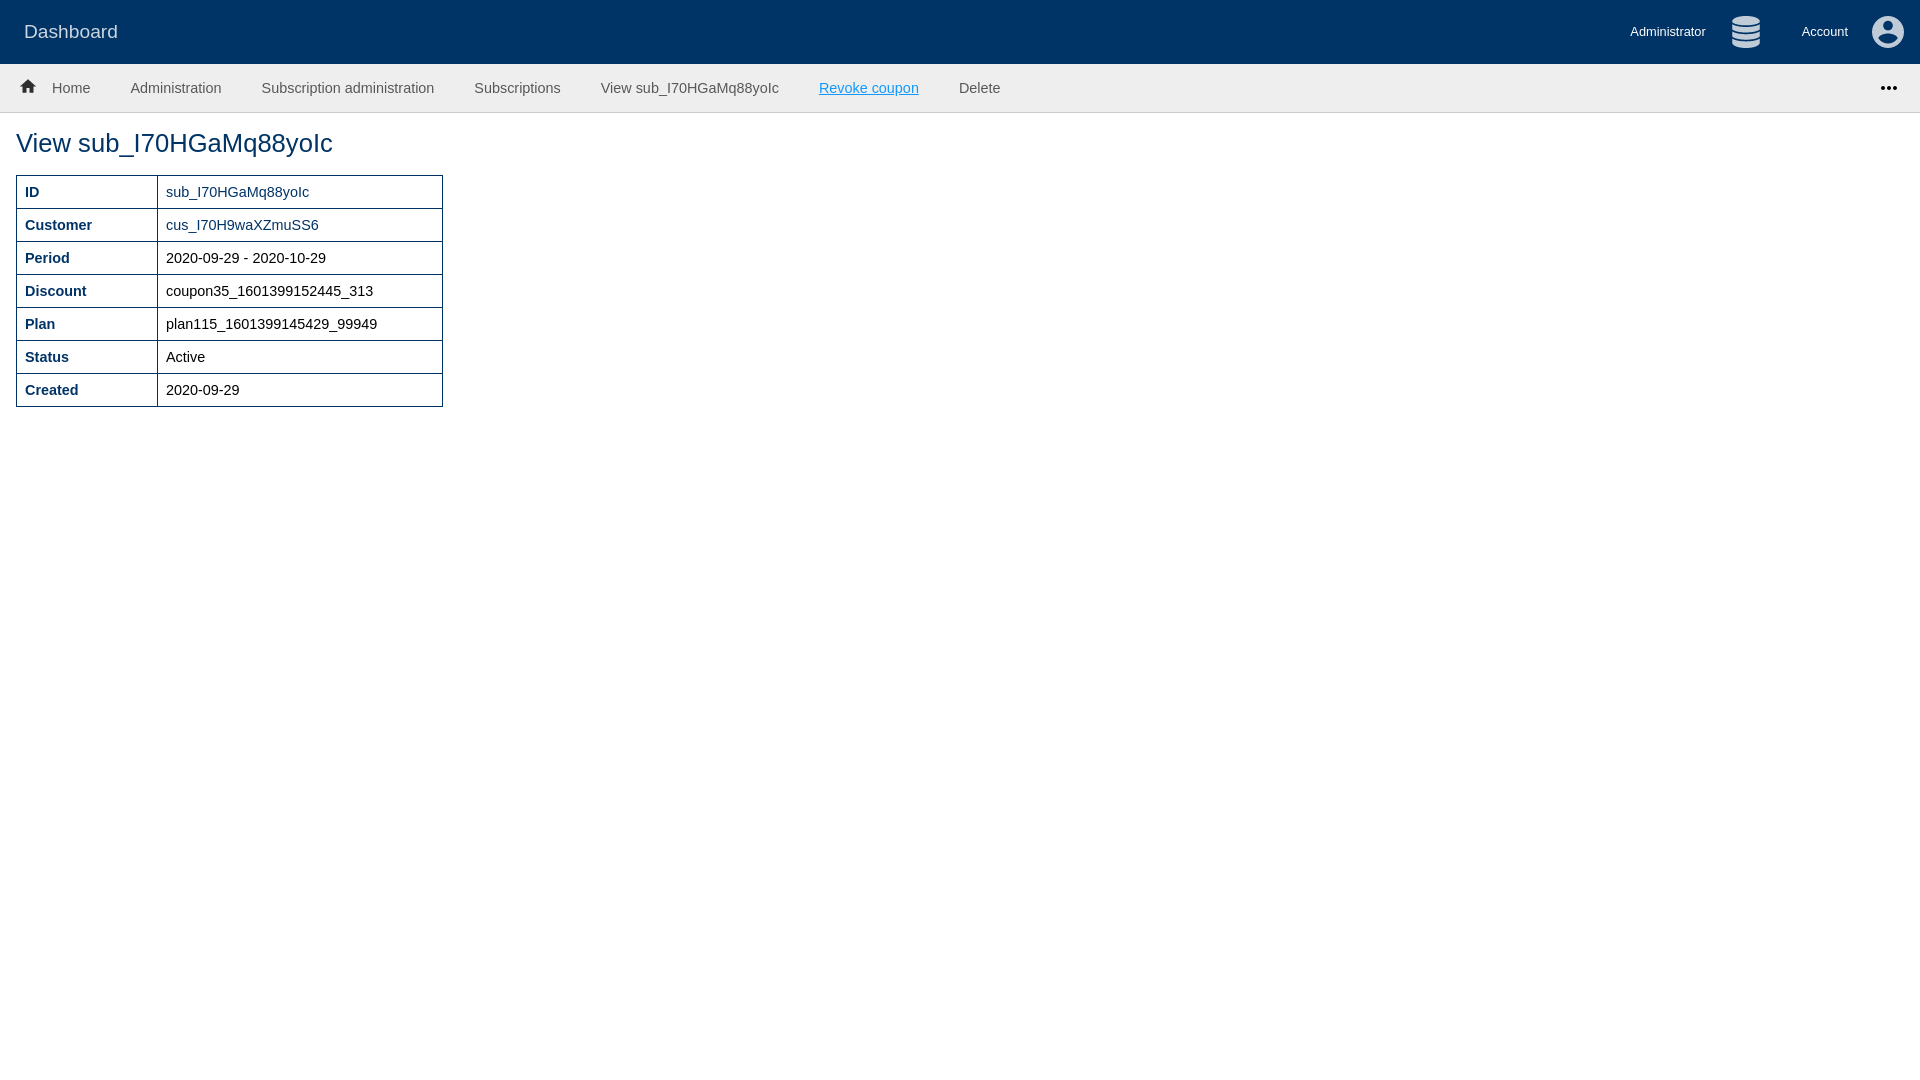 Dashboard Administrator Account
Home Administration Subscription administration Subscriptions View sub_I70HGaMq88yoIc Revoke coupon Delete
View sub_I70HGaMq88yoIc
ID sub_I70HGaMq88yoIc
Customer cus_I70H9waXZmuSS6
Period 2020-09-29 - 2020-10-29
Discount coupon35_1601399152445_313
Plan plan115_1601399145429_99949
Status Active
Created 2020-09-29